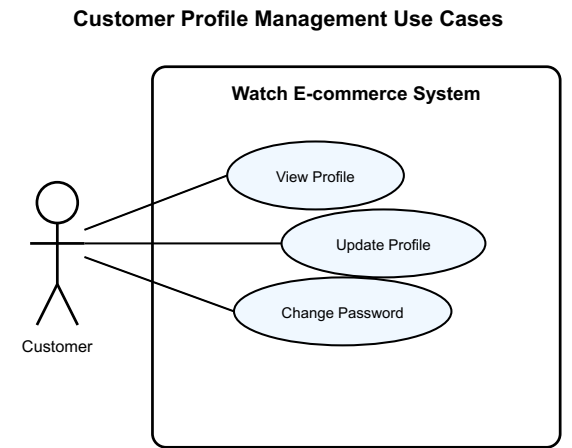 Customer Profile Management Use Cases
Watch E-commerce System
View Profile
Update Profile
Change Password
Customer